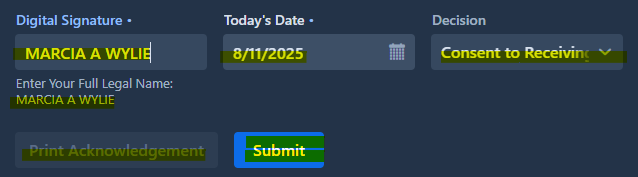 Digital Signature • Today's Date • Decision
MARCIA A WYLIE 8/11/2025 Consent to Receiving
Enter Your Full Legal Name:
MARCIA A WYLIE
Print Acknowledgement Submit